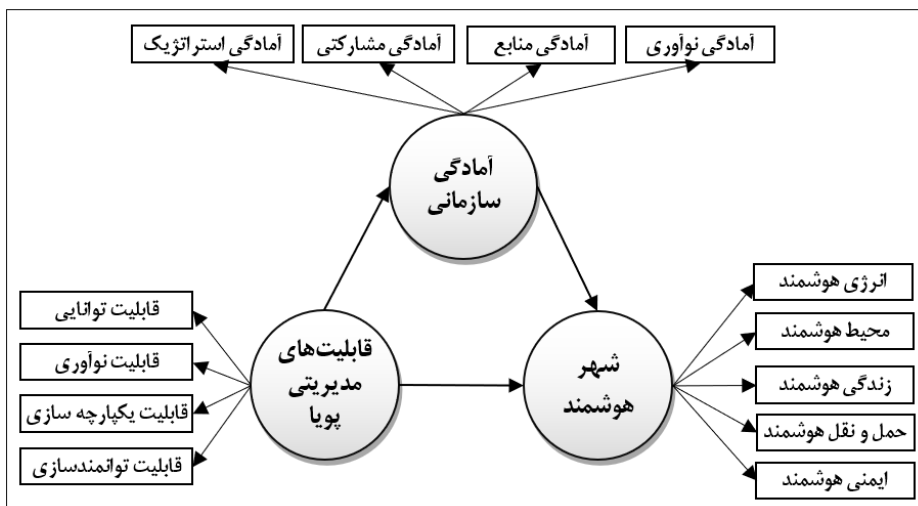 آمادگی نوآوری
آمادگی منابع
آمادگی مشارکتی
آمادگی استراتژیک
آمادگی
سازمانی
انرژی هوشمند
محیط هوشمند
زندگی هوشمند
حمل و نقل هوشمند
ایمنی هوشمند
شهر
هوشمند
قابلیت‌های
مدیریتی
پویا
قابلیت توانایی
قابلیت نوآوری
قابلیت یکپارچه سازی
قابلیت توانمندسازی